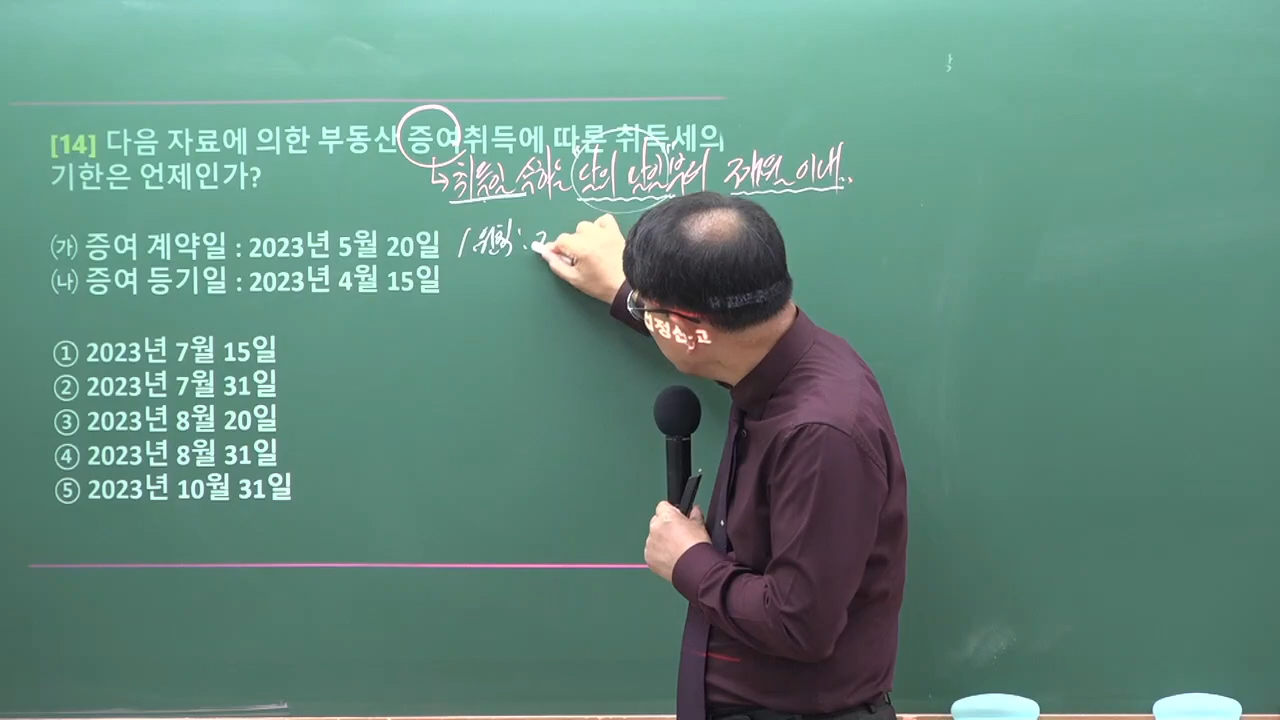 [14] 다음 자료에 의한 부동산 증여취득에 따른 취득세의
↳ 취득일 속하는 "달의 말일"부터 3개월 이내..
기한은 언제인가?
㈎ 증여 계약일 : 2023년 5월 20일
/ 원칙 :
㈏ 증여 등기일 : 2023년 4월 15일
① 2023년 7월 15일
② 2023년 7월 31일
③ 2023년 8월 20일
④ 2023년 8월 31일
⑤ 2023년 10월 31일